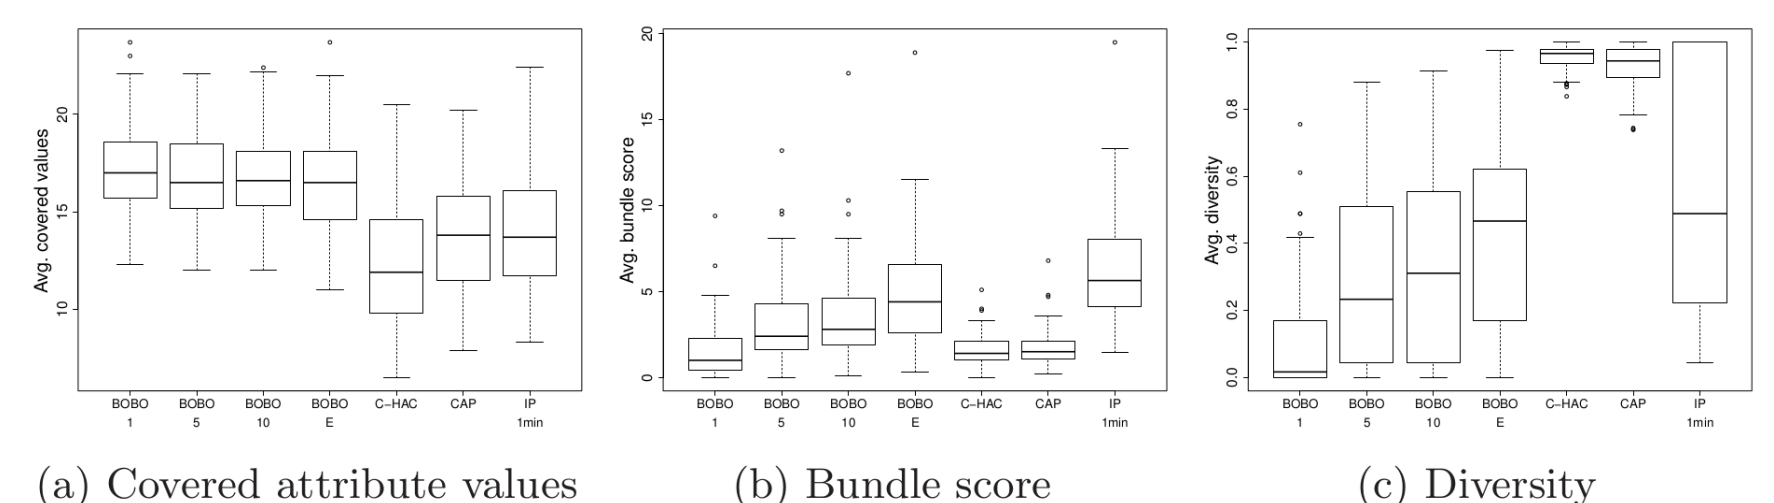 Avg. covered values
20
15
10
BOBO BOBO BOBO BOBO C−HAC CAP IP
1 5 10 E 1min
(a) Covered attribute values
Avg. bundle score
20
15
10
5
0
BOBO BOBO BOBO BOBO C−HAC CAP IP
1 5 10 E 1min
(b) Bundle score
Avg. diversity
1.0
0.8
0.6
0.4
0.2
0.0
BOBO BOBO BOBO BOBO C−HAC CAP IP
1 5 10 E 1min
(c) Diversity